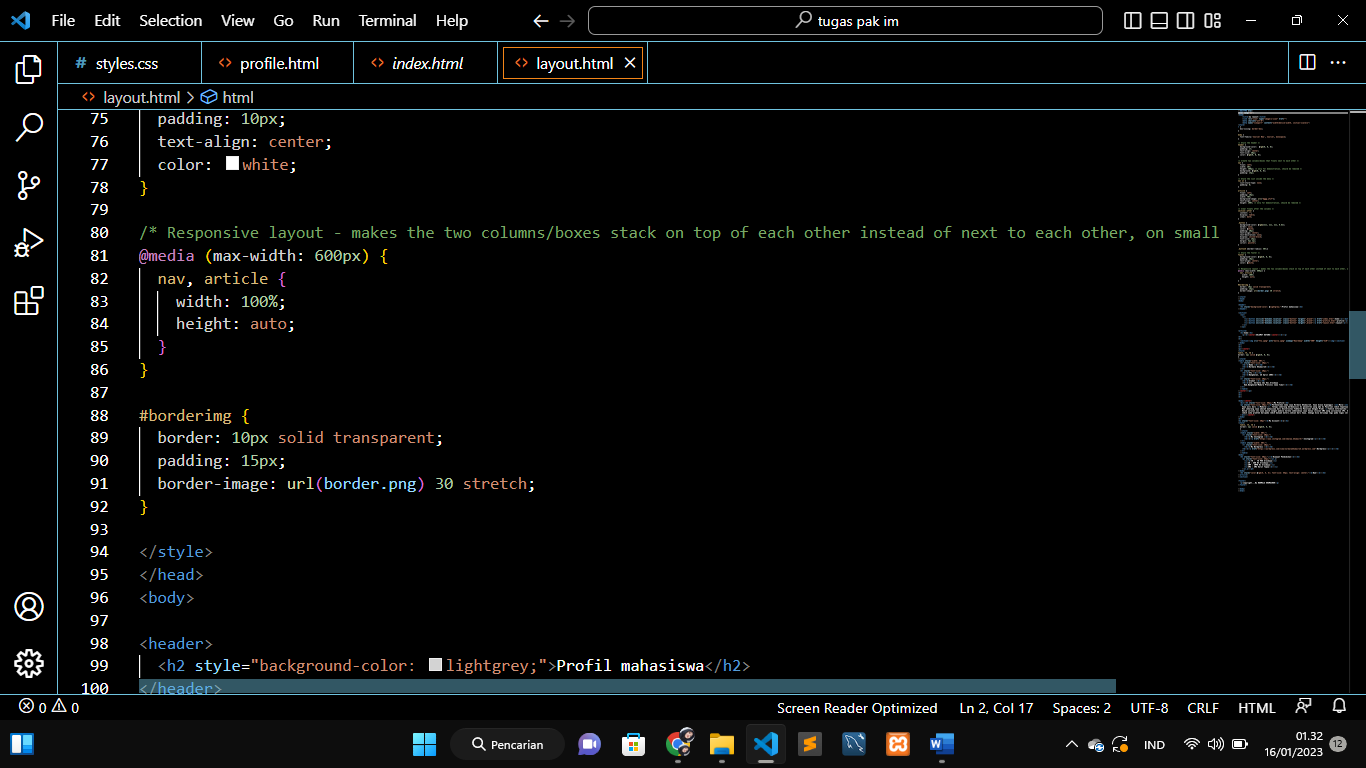 File Edit Selection View Go Run Terminal Help tugas pak im
# styles.css <> profile.html <> index.html <> layout.html
<> layout.html > html
75 padding: 10px;
76 text-align: center;
77 color: white;
78 }
79
80 /* Responsive layout - makes the two columns/boxes stack on top of each other instead of next to each other, on small
81 @media (max-width: 600px) {
82 nav, article {
83 width: 100%;
84 height: auto;
85 }
86 }
87
88 #borderimg {
89 border: 10px solid transparent;
90 padding: 15px;
91 border-image: url(border.png) 30 stretch;
92 }
93
94 </style>
95 </head>
96 <body>
97
98 <header>
99 <h2 style="background-color: lightgrey;">Profil mahasiswa</h2>
100 </header>
0 0 Screen Reader Optimized Ln 2, Col 17 Spaces: 2 UTF-8 CRLF HTML
Pencarian IND 01.32
16/01/2023 12